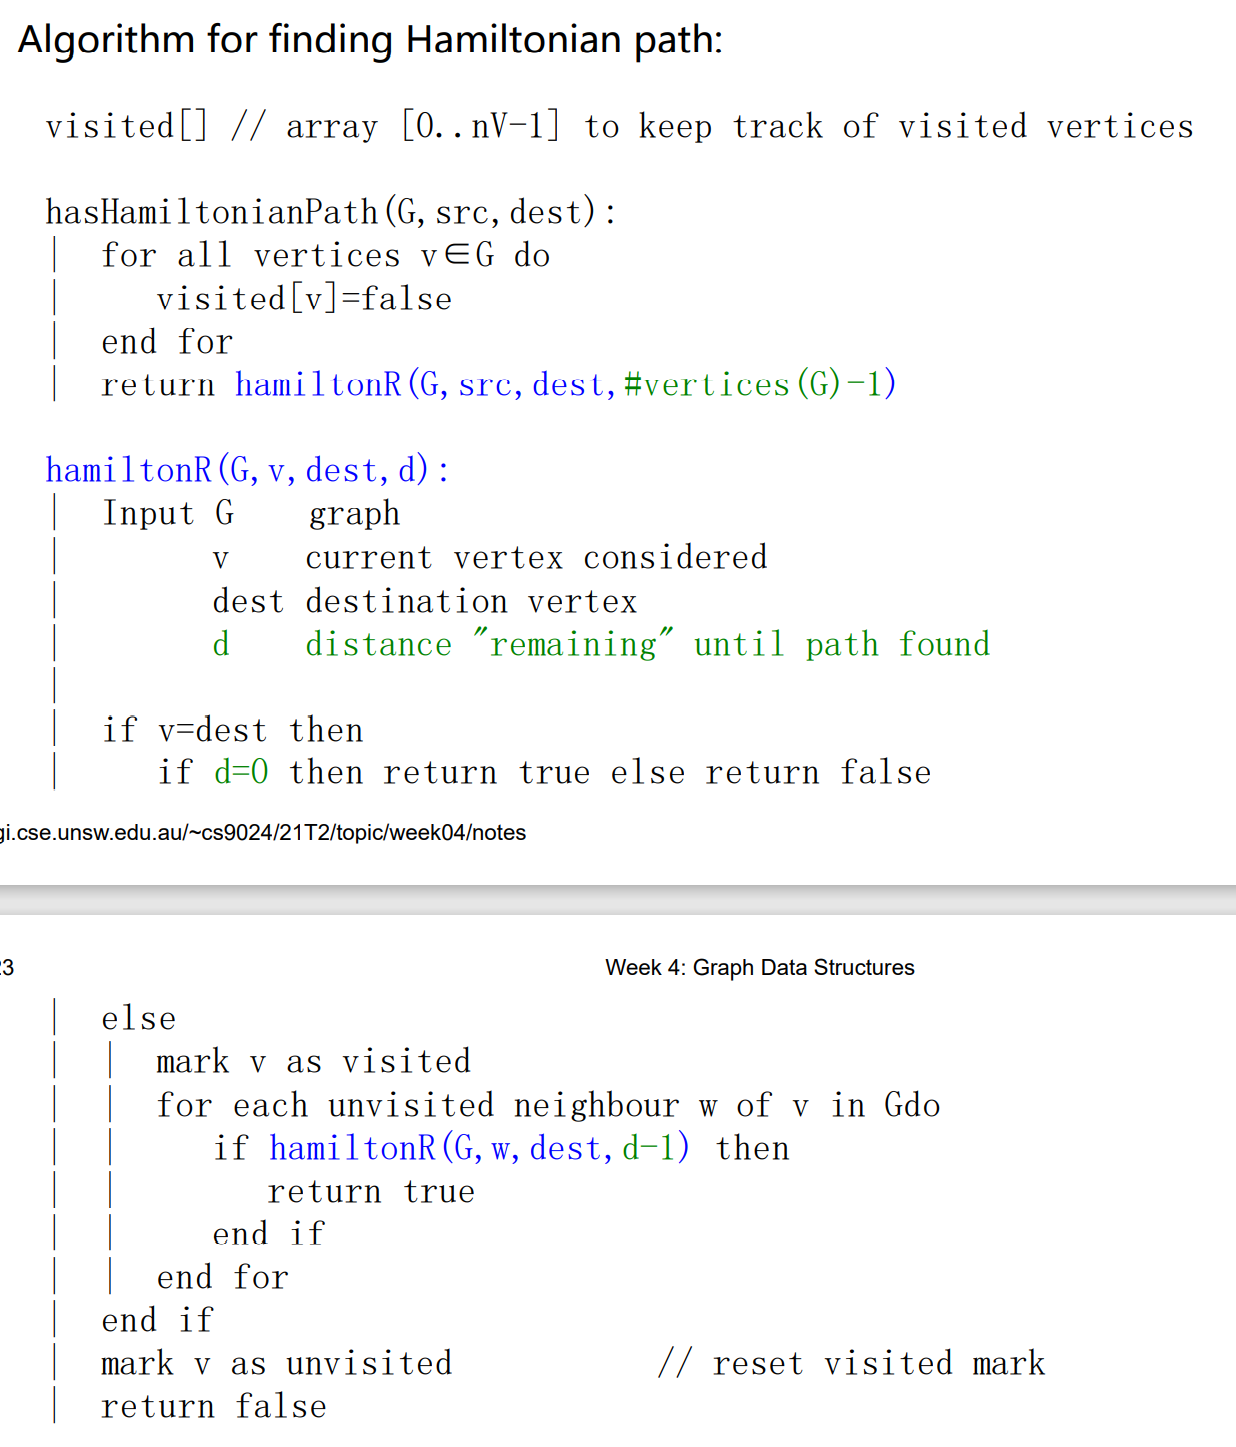 Algorithm for finding Hamiltonian path:
visited[] // array [0..nV-1] to keep track of visited vertices
hasHamiltonianPath(G,src,dest):
| for all vertices v∈G do
| visited[v]=false
| end for
| return hamiltonR(G,src,dest,#vertices(G)-1)
hamiltonR(G,v,dest,d):
| Input G graph
| v current vertex considered
| dest destination vertex
| d distance "remaining" until path found
|
| if v=dest then
| if d=0 then return true else return false
gi.cse.unsw.edu.au/~cs9024/21T2/topic/week04/notes
23 Week 4: Graph Data Structures
| else
| | mark v as visited
| | for each unvisited neighbour w of v in Gdo
| | if hamiltonR(G,w,dest,d-1) then
| | return true
| | end if
| | end for
| end if
| mark v as unvisited // reset visited mark
| return false